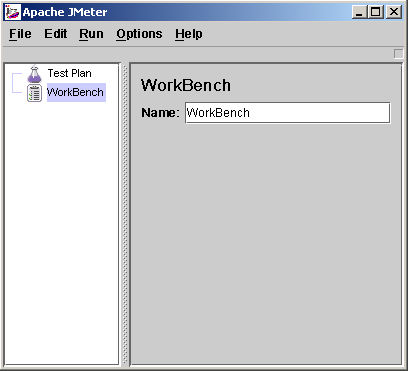 Apache JMeter
File Edit Run Options Help
Test Plan
WorkBench
WorkBench
Name: WorkBench